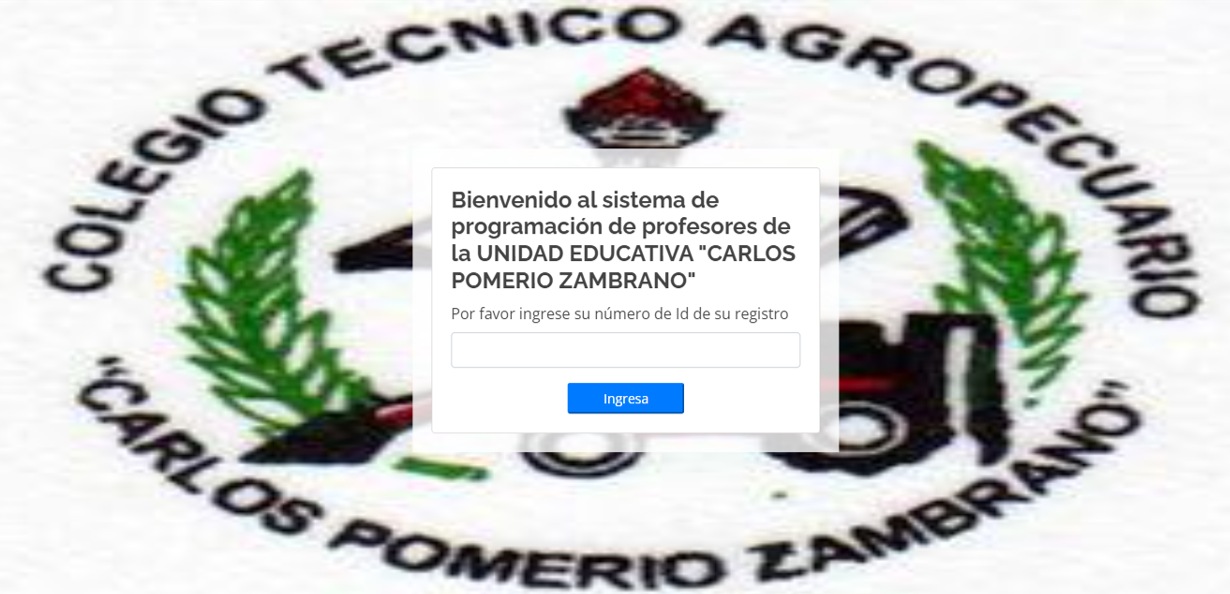 COLEGIO TECNICO AGROPECUARIO
Bienvenido al sistema de
programación de profesores de
la UNIDAD EDUCATIVA "CARLOS
POMERIO ZAMBRANO"
Por favor ingrese su número de Id de su registro
Ingresa
"CARLOS POMERIO ZAMBRANO"